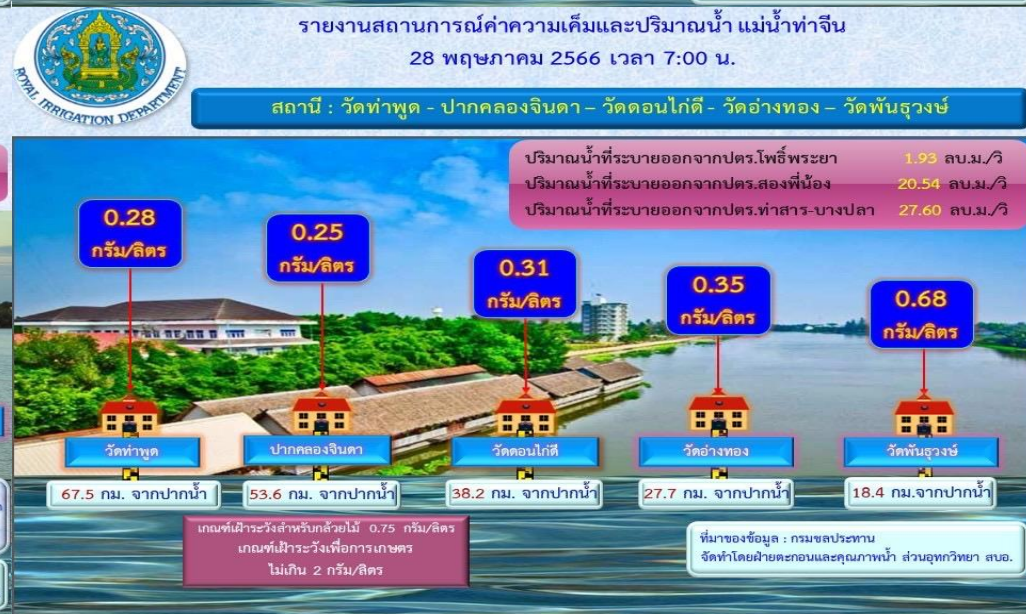 รายงานสถานการณ์ค่าความเค็มและปริมาณน้ำ แม่น้ำท่าจีน
28 พฤษภาคม 2566 เวลา 7:00 น.
ROYAL IRRIGATION DEPARTMENT
สถานี : วัดท่าพูด - ปากคลองจินดา – วัดดอนไก่ดี - วัดอ่างทอง – วัดพันธุวงษ์
ปริมาณน้ำที่ระบายออกจากปตร.โพธิ์พระยา 1.93 ลบ.ม./วิ
ปริมาณน้ำที่ระบายออกจากปตร.สองพี่น้อง 20.54 ลบ.ม./วิ
ปริมาณน้ำที่ระบายออกจากปตร.ท่าสาร-บางปลา 27.60 ลบ.ม./วิ
0.28
กรัม/ลิตร
0.25
กรัม/ลิตร
0.31
กรัม/ลิตร
0.35
กรัม/ลิตร
0.68
กรัม/ลิตร
วัดท่าพูด
ปากคลองจินดา
วัดดอนไก่ดี
วัดอ่างทอง
วัดพันธุวงษ์
67.5 กม. จากปากน้ำ
53.6 กม. จากปากน้ำ
38.2 กม. จากปากน้ำ
27.7 กม. จากปากน้ำ
18.4 กม.จากปากน้ำ
เกณฑ์เฝ้าระวังสำหรับกล้วยไม้ 0.75 กรัม/ลิตร
เกณฑ์เฝ้าระวังเพื่อการเกษตร
ไม่เกิน 2 กรัม/ลิตร
ที่มาของข้อมูล : กรมชลประทาน
จัดทำโดยฝ่ายตะกอนและคุณภาพน้ำ ส่วนอุทกวิทยา สบอ.